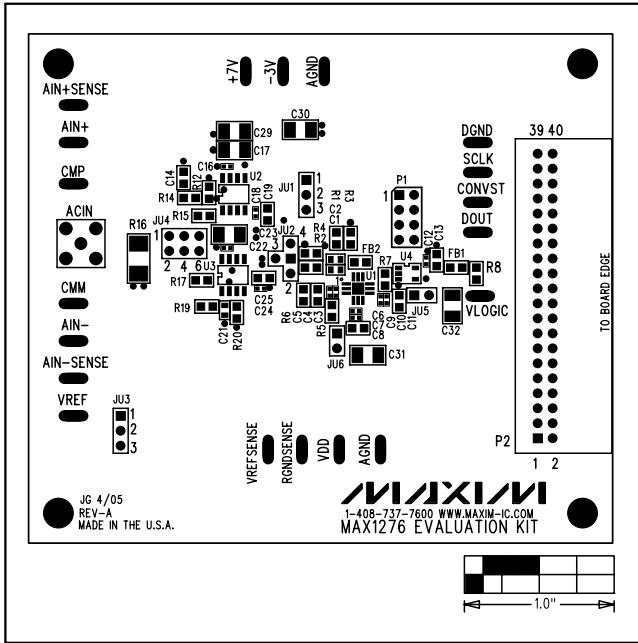 +7V
-3V
AGND
AIN+SENSE
AIN+
CMP
ACIN
CMM
AIN-
AIN-SENSE
VREF
C30
C29
C17
C16
U2
C14
R12
R14
R15
JU4
1
2 4 6
R16
R17
R19
U3
C18
C19
C23
C22
C25
C24
C21
R20
JU1
1
2
3
R1
R3
C2
C1
JU2
4
3
2
R4
R2
FB2
P1
1
R7
U4
U1
C12
C13
FB1
R8
DGND
SCLK
CONVST
DOUT
VLOGIC
39 40
TO BOARD EDGE
P2
1 2
R6
C5
C4
C3
R5
JU6
C6
C7
C8
C9
C10
C11
JU5
C32
C31
JU3
1
2
3
VREFSENSE
RGNDSENSE
VDD
AGND
JG 4/05
REV-A
MADE IN THE U.S.A.
MAXIM
1-408-737-7600 WWW.MAXIM-IC.COM
MAX1276 EVALUATION KIT
1.0"